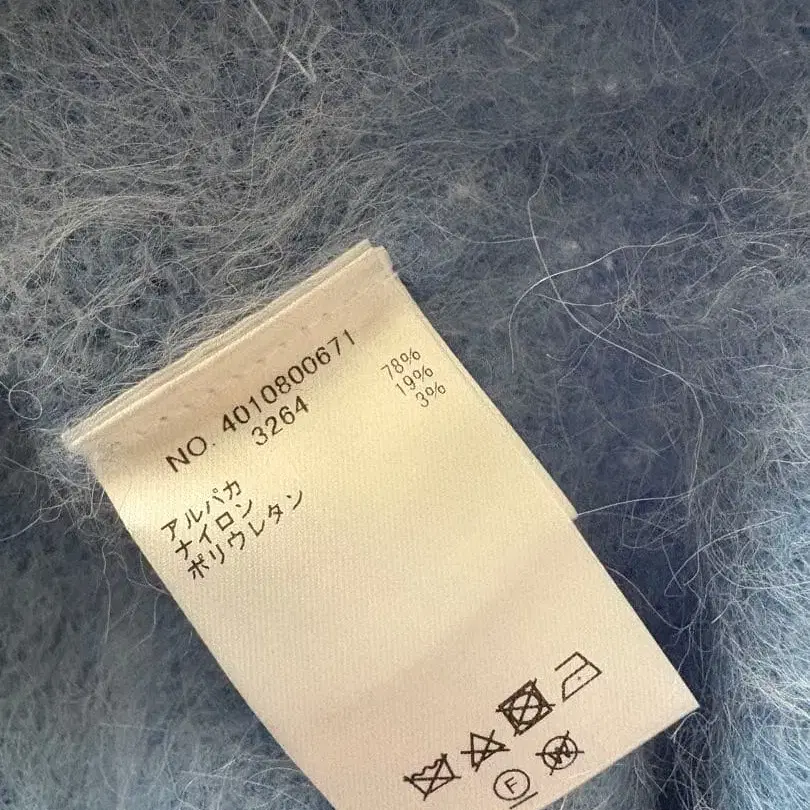 NO. 4010800671
3264
アルパカ 78%
ナイロン 19%
ポリウレタン 3%
F W